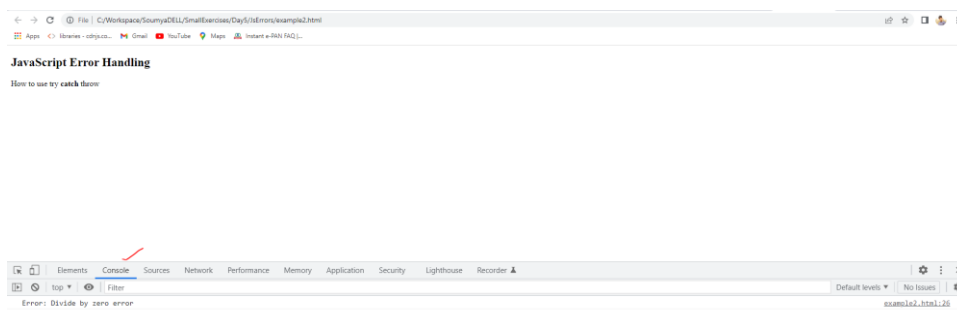 File | C:/Workspace/SoumyaDELL/SmallExercises/Day5/JsErrors/example2.html
Apps libraries - cdnjs.co... Gmail YouTube Maps Instant e-PAN FAQ |...
JavaScript Error Handling
How to use try catch throw
Elements Console Sources Network Performance Memory Application Security Lighthouse Recorder
top ▼ Filter Default levels ▼ No Issues
Error: Divide by zero error example2.html:26